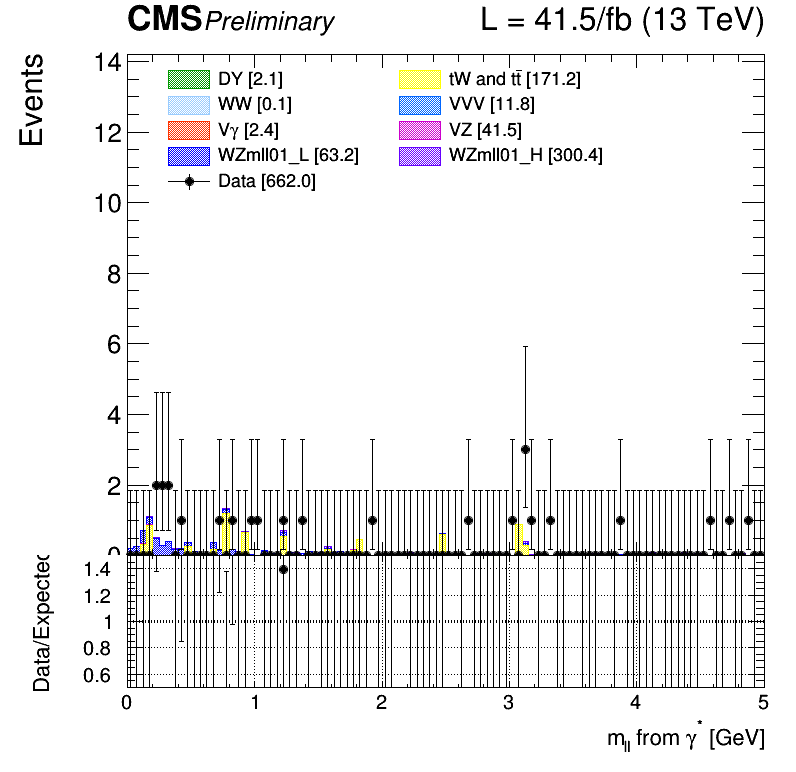 CMS Preliminary L = 41.5/fb (13 TeV)
Events
14
12
10
8
6
4
2
0
DY [2.1]
tW and tt̄ [171.2]
WW [0.1]
VVV [11.8]
Vγ [2.4]
VZ [41.5]
WZmll01_L [63.2]
WZmll01_H [300.4]
Data [662.0]
Data/Expected
1.4
1.2
1
0.8
0.6
0 1 2 3 4 5
m_ll from γ* [GeV]